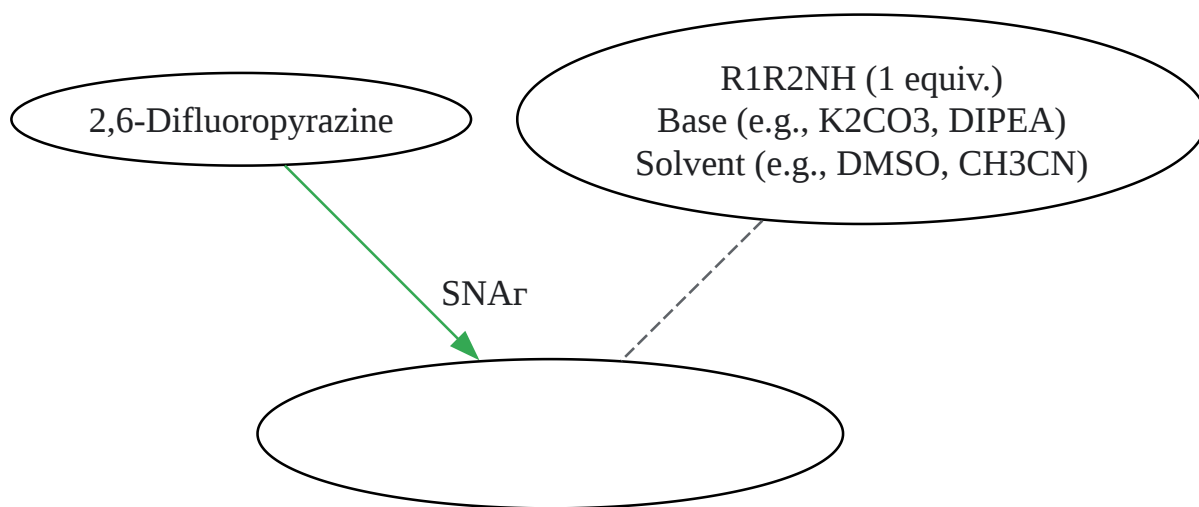 2,6-Difluoropyrazine
R1R2NH (1 equiv.)
Base (e.g., K2CO3, DIPEA)
Solvent (e.g., DMSO, CH3CN)
SNAr